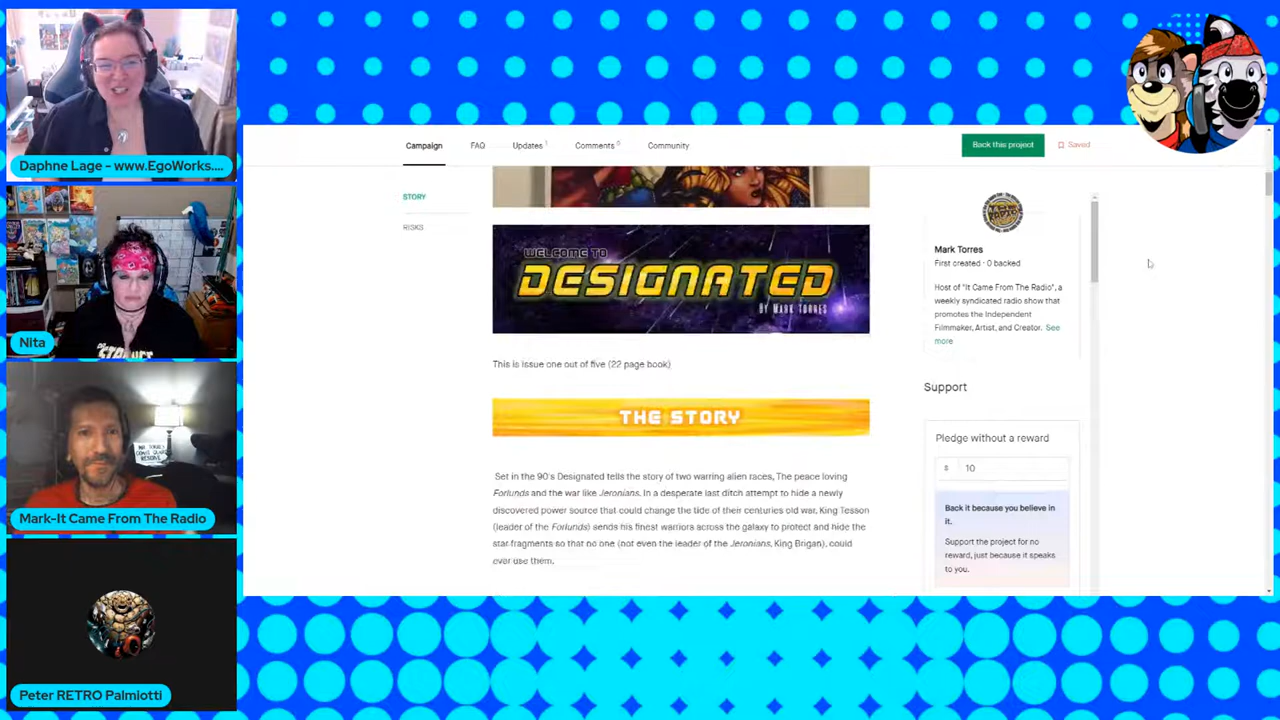 Daphne Lage - www.EgoWorks....
Nita
Mark-It Came From The Radio
Peter RETRO Palmiotti
Campaign
FAQ
Updates 1
Comments 0
Community
Back this project
Saved
STORY
RISKS
WELCOME TO
DESIGNATED
BY MARK TORRES
This is issue one out of five (22 page book)
THE STORY
Set in the 90's Designated tells the story of two warring alien races, The peace loving
Forlunds and the war like Jeronians. In a desperate last ditch attempt to hide a newly
discovered power source that could change the tide of their centuries old war, King Tesson
(leader of the Forlunds) sends his finest warriors across the galaxy to protect and hide the
star-fragments so that no one (not even the leader of the Jeronians, King Brigan), could
ever use them.
Mark Torres
First created · 0 backed
Host of "It Came From The Radio", a
weekly syndicated radio show that
promotes the Independent
Filmmaker, Artist, and Creator. See
more
Support
Pledge without a reward
$ 10
Back it because you believe in
it.
Support the project for no
reward, just because it speaks
to you.